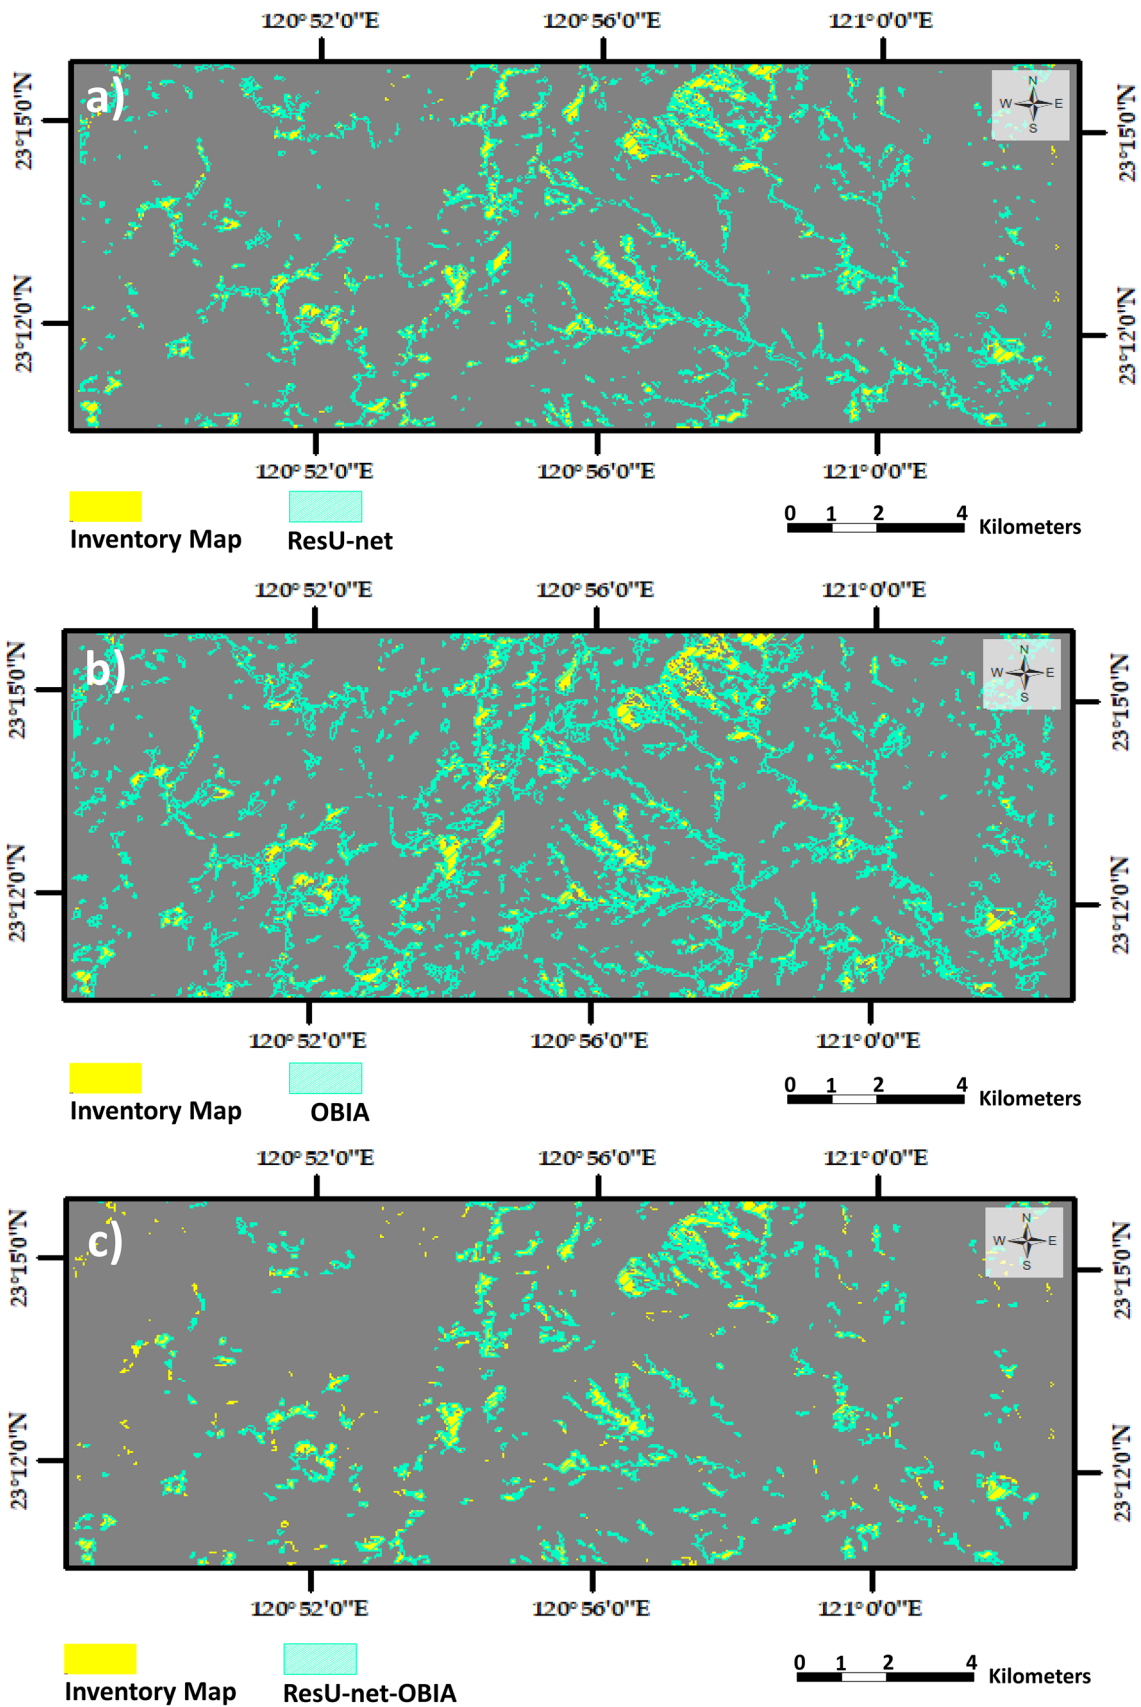 120°52'0"E 120°56'0"E 121°0'0"E
a)
N
W E
S
23°15'0"N 23°15'0"N
23°12'0"N 23°12'0"N
120°52'0"E 120°56'0"E 121°0'0"E
0 1 2 4 Kilometers
Inventory Map ResU-net
120°52'0"E 120°56'0"E 121°0'0"E
b)
N
W E
S
23°15'0"N 23°15'0"N
23°12'0"N 23°12'0"N
120°52'0"E 120°56'0"E 121°0'0"E
0 1 2 4 Kilometers
Inventory Map OBIA
120°52'0"E 120°56'0"E 121°0'0"E
c)
N
W E
S
23°15'0"N 23°15'0"N
23°12'0"N 23°12'0"N
120°52'0"E 120°56'0"E 121°0'0"E
0 1 2 4 Kilometers
Inventory Map ResU-net-OBIA